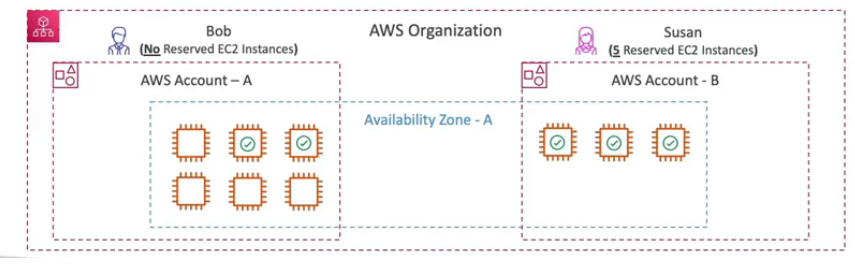 AWS Organization
Bob
(No Reserved EC2 Instances)
Susan
(5 Reserved EC2 Instances)
AWS Account – A
AWS Account - B
Availability Zone - A